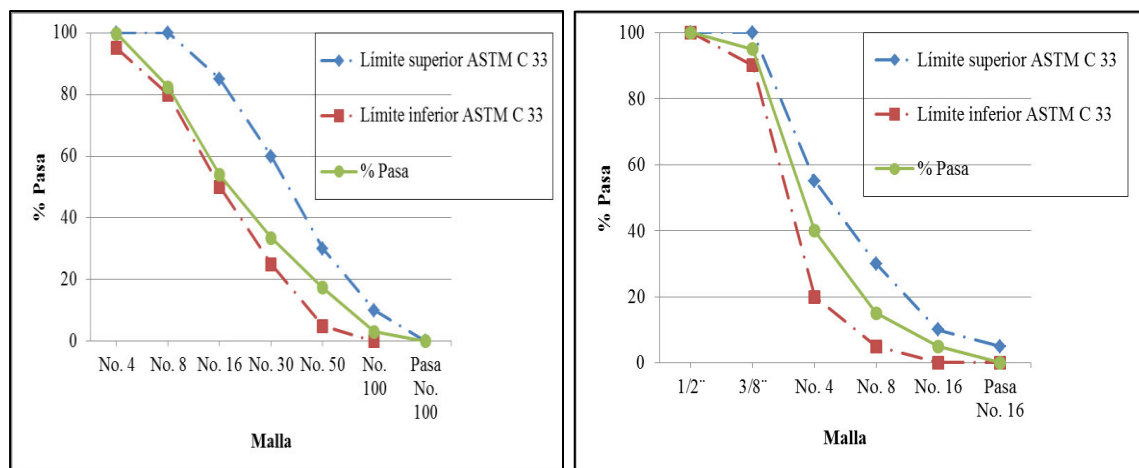 100
80
60
40
20
0
% Pasa
Límite superior ASTM C 33
Límite inferior ASTM C 33
% Pasa
No. 4 No. 8 No. 16 No. 30 No. 50 No. 100 Pasa No. 100
Malla
100
80
60
40
20
0
% Pasa
Límite superior ASTM C 33
Límite inferior ASTM C 33
% Pasa
1/2¨ 3/8¨ No. 4 No. 8 No. 16 Pasa No. 16
Malla